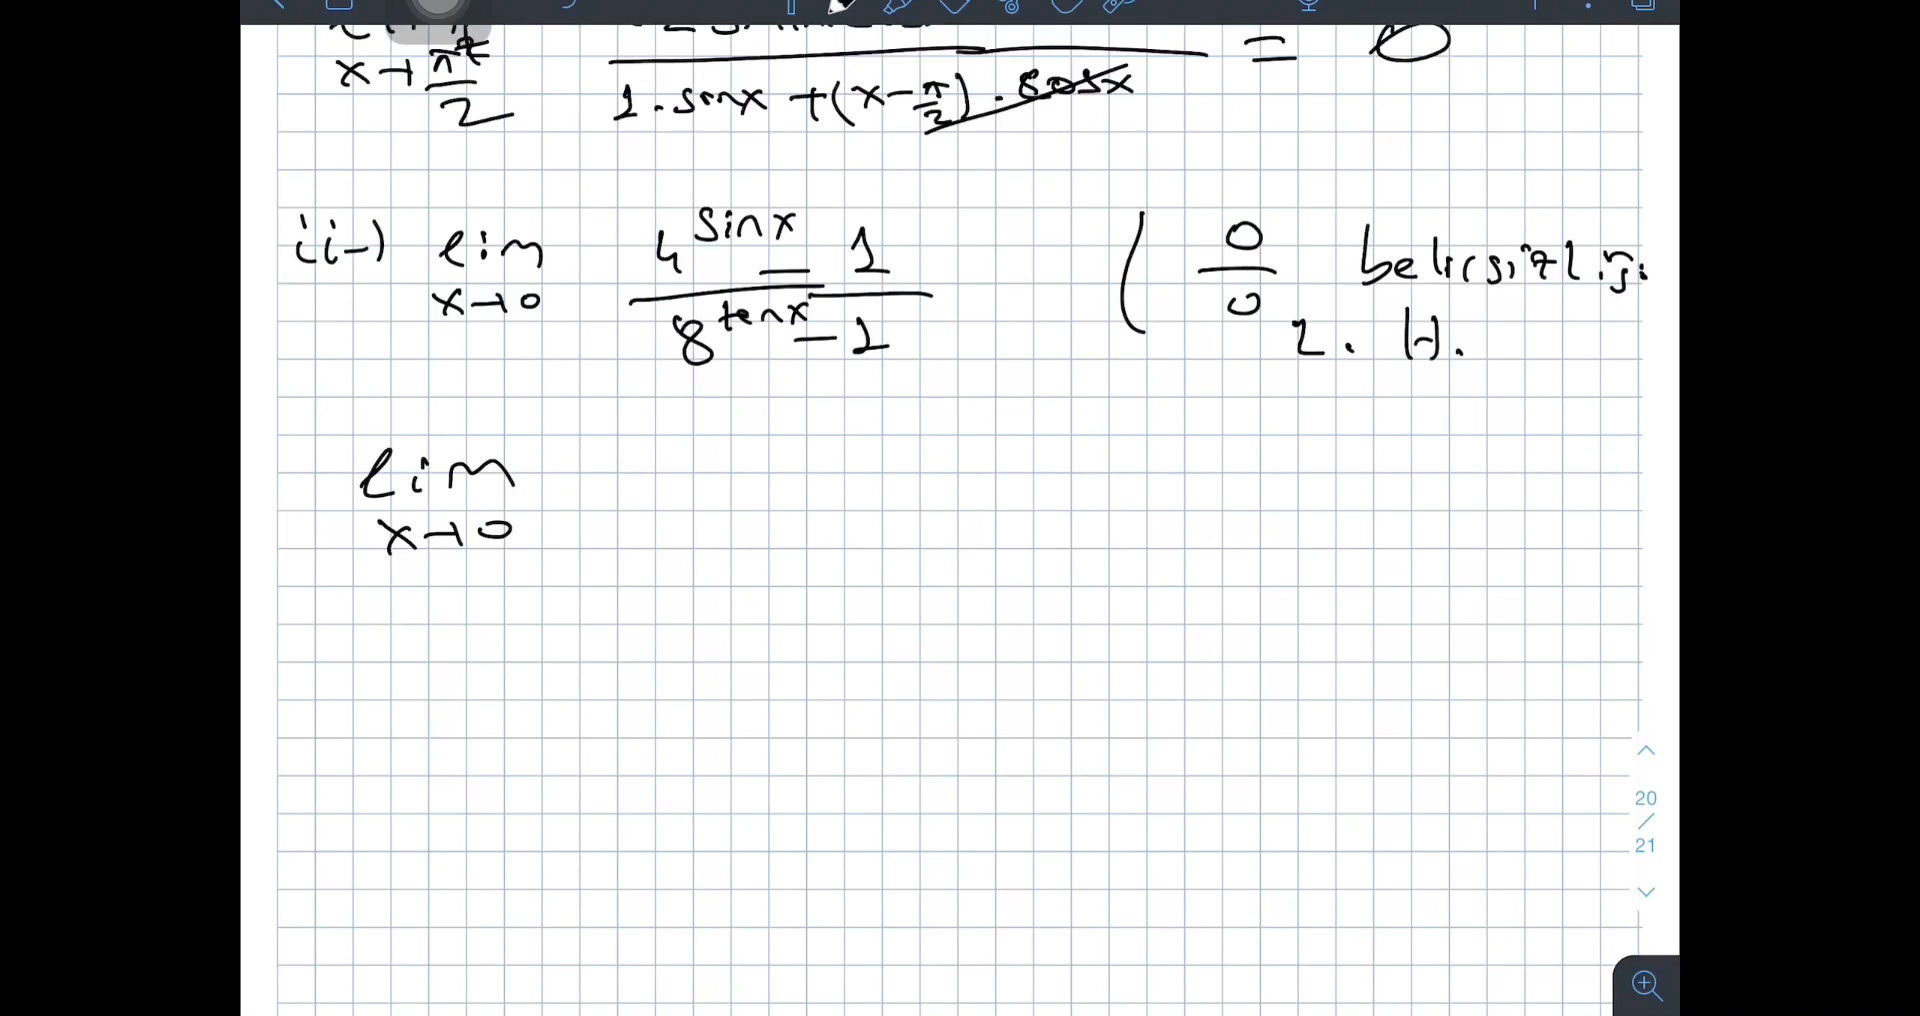 x→π/2 1.sinx +(x-π/2).cosx = 0
ii-) lim x→0 4^sinx - 1 / 8^tanx - 1 ( 0/0 belirsizliği
L. H.
lim
x→0
20
/
21